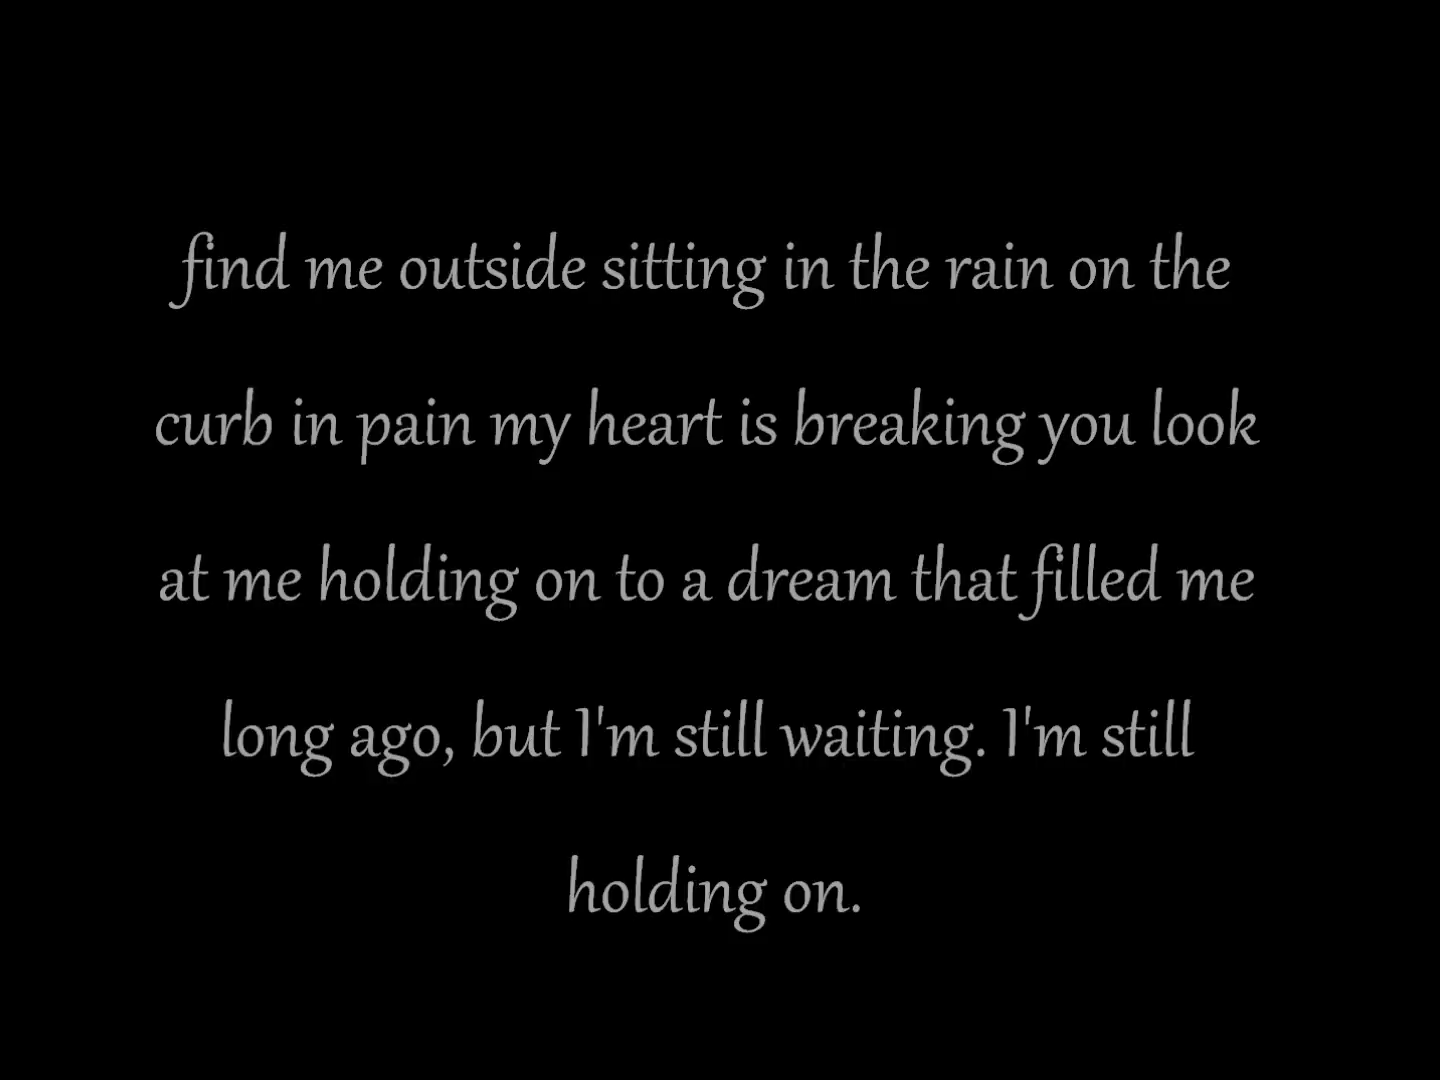 find me outside sitting in the rain on the
curb in pain my heart is breaking you look
at me holding on to a dream that filled me
long ago, but I'm still waiting. I'm still
holding on.